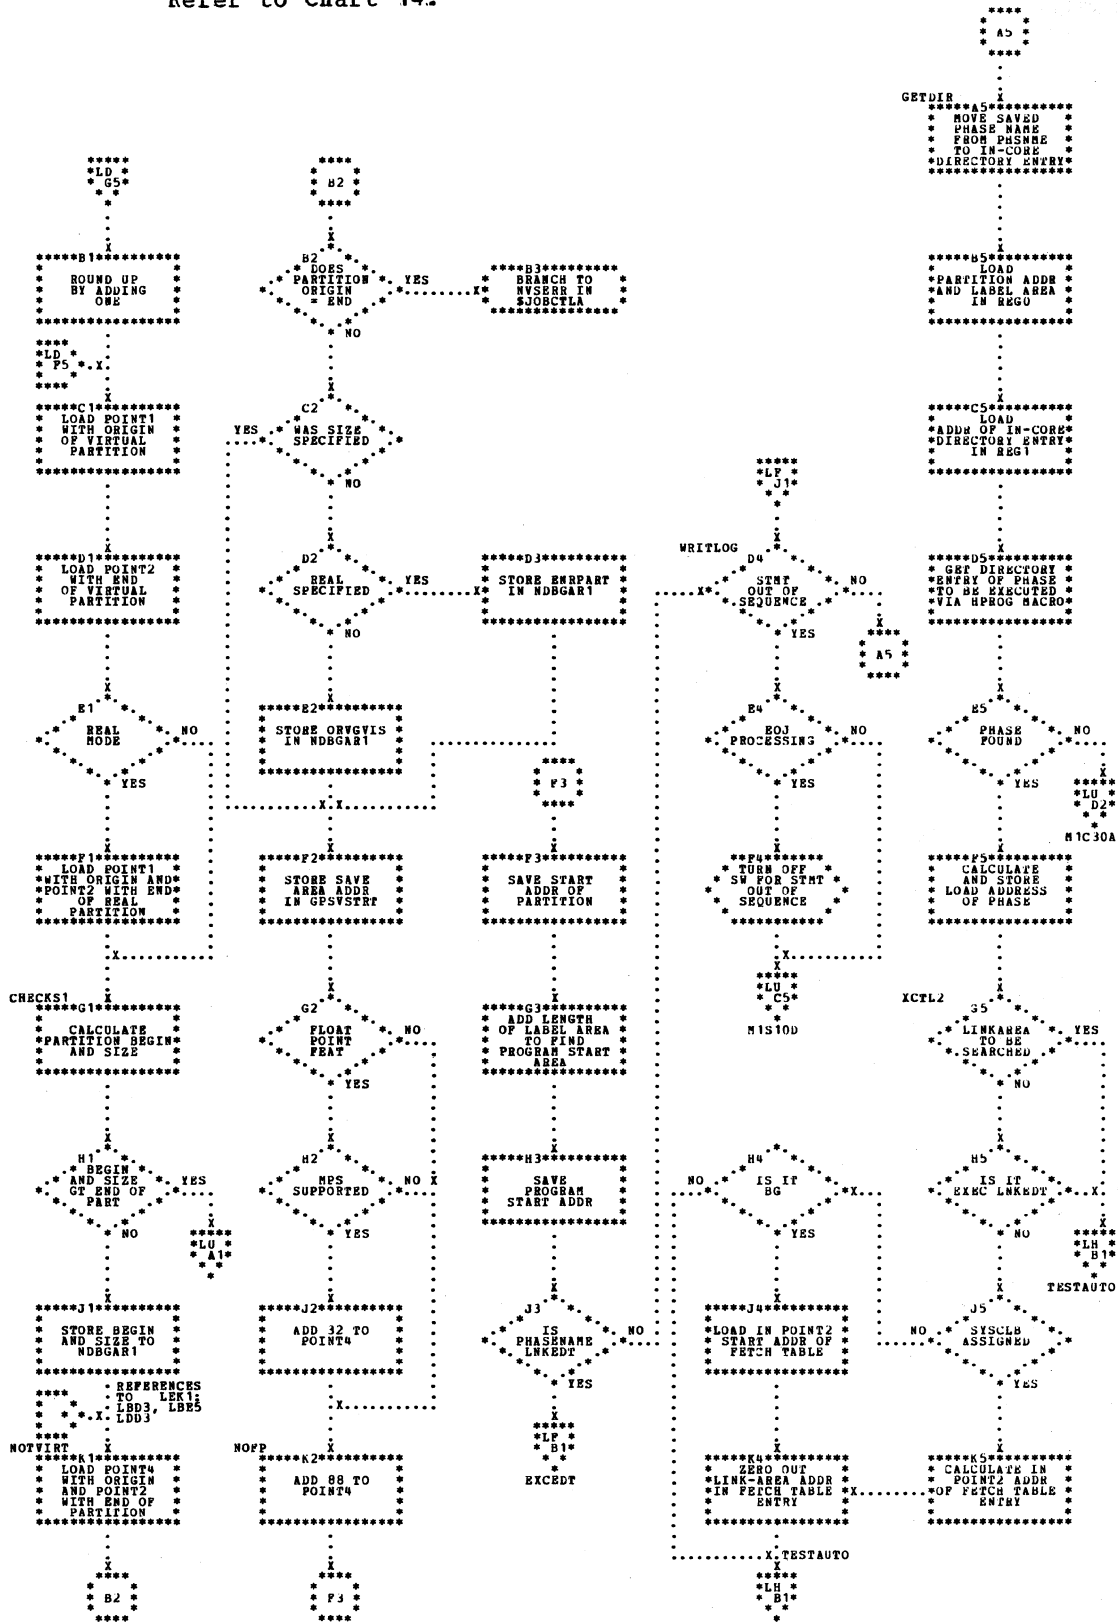 Refer to Chart
A5
GETDIR
A5
MOVE SAVED
PHASE NAME
FROM PHSNME
TO IN-CORE
DIRECTORY ENTRY
LD
G5
B2
B1
ROUND UP
BY ADDING
ONE
B2
DOES
PARTITION
ORIGIN
= END
YES
NO
B3
BRANCH TO
NVSERR IN
$JOBCTLA
B5
LOAD
PARTITION ADDR
AND LABEL AREA
IN REG0
LD
F5
C1
LOAD POINT1
WITH ORIGIN
OF VIRTUAL
PARTITION
C2
WAS SIZE
SPECIFIED
YES
NO
C5
LOAD
ADDR OF IN-CORE
DIRECTORY ENTRY
IN REG1
LF
J1
D1
LOAD POINT2
WITH END
OF VIRTUAL
PARTITION
D2
REAL
SPECIFIED
YES
NO
D3
STORE ENRPART
IN NDBGAR1
WRITLOG
D4
STMT
OUT OF
SEQUENCE
NO
YES
A5
D5
GET DIRECTORY
ENTRY OF PHASE
TO BE EXECUTED
VIA HPROG MACRO
E1
REAL
MODE
NO
YES
E2
STORE ORVGVIS
IN NDBGAR1
F3
E4
EOJ
PROCESSING
NO
YES
E5
PHASE
FOUND
NO
YES
LU
D2
M1C30A
F1
LOAD POINT1
WITH ORIGIN AND
POINT2 WITH END
OF REAL
PARTITION
F2
STORE SAVE
AREA ADDR
IN GPSVSTRT
F3
SAVE START
ADDR OF
PARTITION
F4
TURN OFF
SW FOR STMT
OUT OF
SEQUENCE
F5
CALCULATE
AND STORE
LOAD ADDRESS
OF PHASE
LU
C5
M1S10D
CHECKS1
G1
CALCULATE
PARTITION BEGIN
AND SIZE
G2
FLOAT
POINT
FEAT
NO
YES
G3
ADD LENGTH
OF LABEL AREA
TO FIND
PROGRAM START
AREA
XCTL2
G5
LINKAREA
TO BE
SEARCHED
YES
NO
H1
BEGIN
AND SIZE
GT END OF
PART
YES
NO
LU
A1
H2
MPS
SUPPORTED
NO
YES
H3
SAVE
PROGRAM
START ADDR
H4
IS IT
BG
NO
YES
H5
IS IT
EXEC LNKEDT
NO
LH
B1
TESTAUTO
J1
STORE BEGIN
AND SIZE TO
NDBGAR1
J2
ADD 32 TO
POINT4
J3
IS
PHASENAME
LNKEDT
NO
YES
J4
LOAD IN POINT2
START ADDR OF
FETCH TABLE
J5
SYSCLB
ASSIGNED
NO
YES
REFERENCES
TO LEK1:
LBD3, LBE5
LDD3
LF
B1
EXCEDT
NOTVIRT
K1
LOAD POINT4
WITH ORIGIN
AND POINT2
WITH END OF
PARTITION
NOFP
K2
ADD 88 TO
POINT4
K4
ZERO OUT
LINK-AREA ADDR
IN FETCH TABLE
ENTRY
K5
CALCULATE IN
POINT2 ADDR
OF FETCH TABLE
ENTRY
TESTAUTO
B2
F3
LH
B1